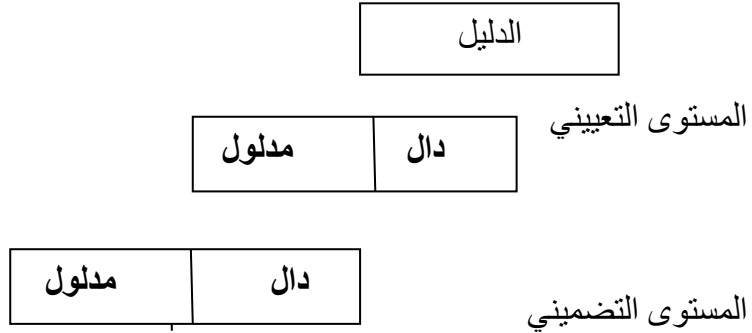 الدليل
المستوى التعييني
دال مدلول
دال مدلول
المستوى التضميني